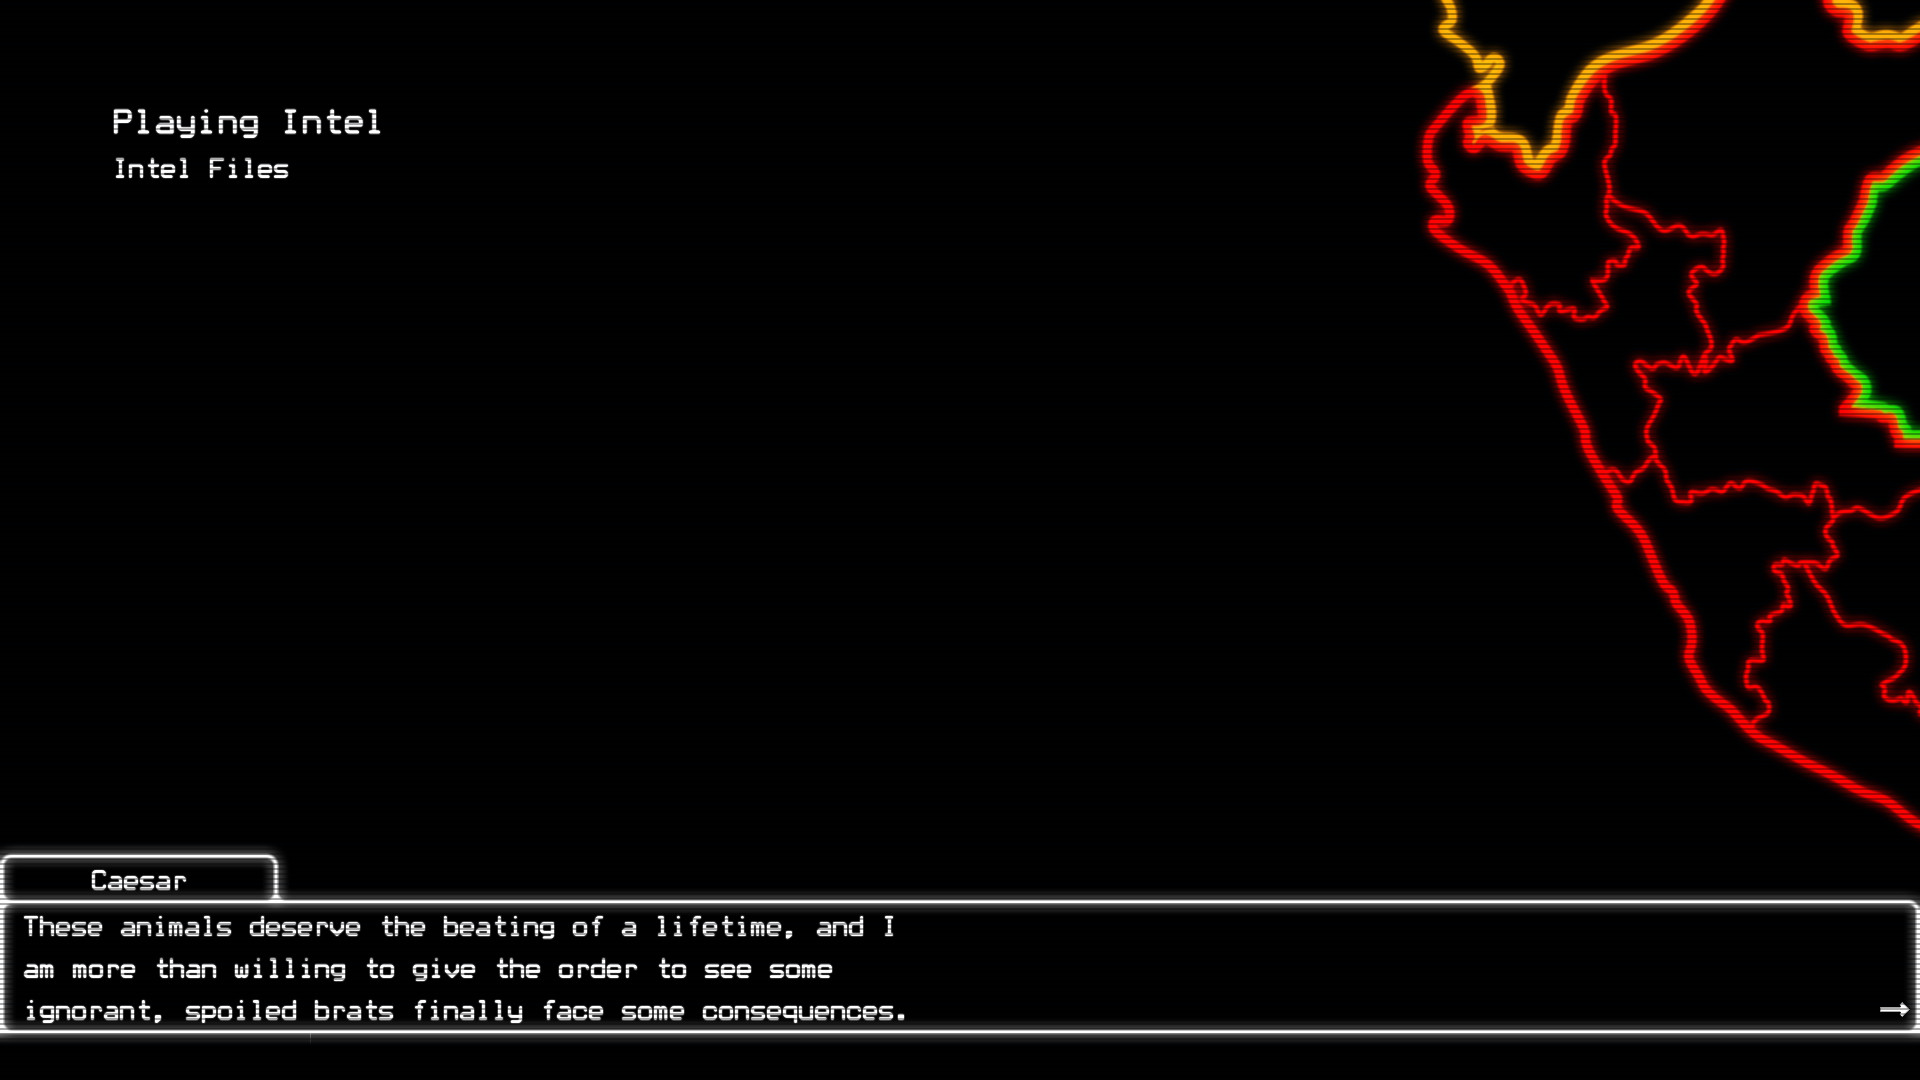 Playing Intel
Intel Files
Caesar
These animals deserve the beating of a lifetime, and I
am more than willing to give the order to see some
ignorant, spoiled brats finally face some consequences.